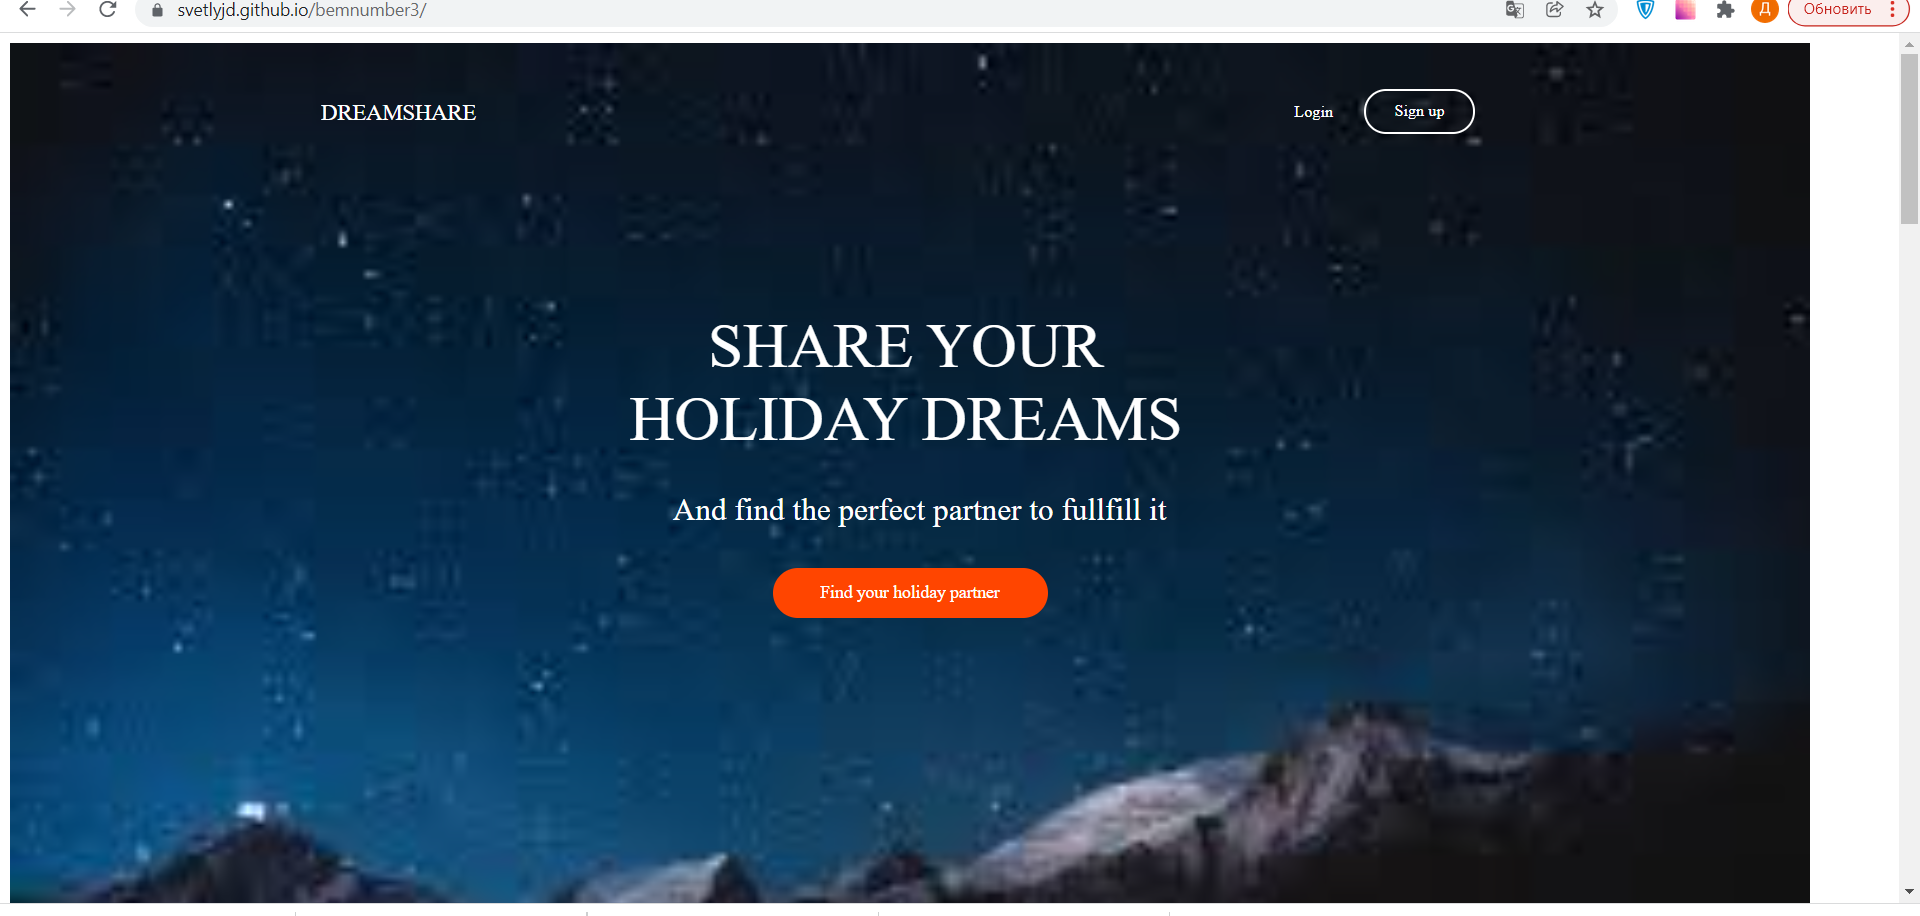 svetlyjd.github.io/bemnumber3/
Д
Обновить
DREAMSHARE
Login
Sign up
SHARE YOUR
HOLIDAY DREAMS
And find the perfect partner to fullfill it
Find your holiday partner